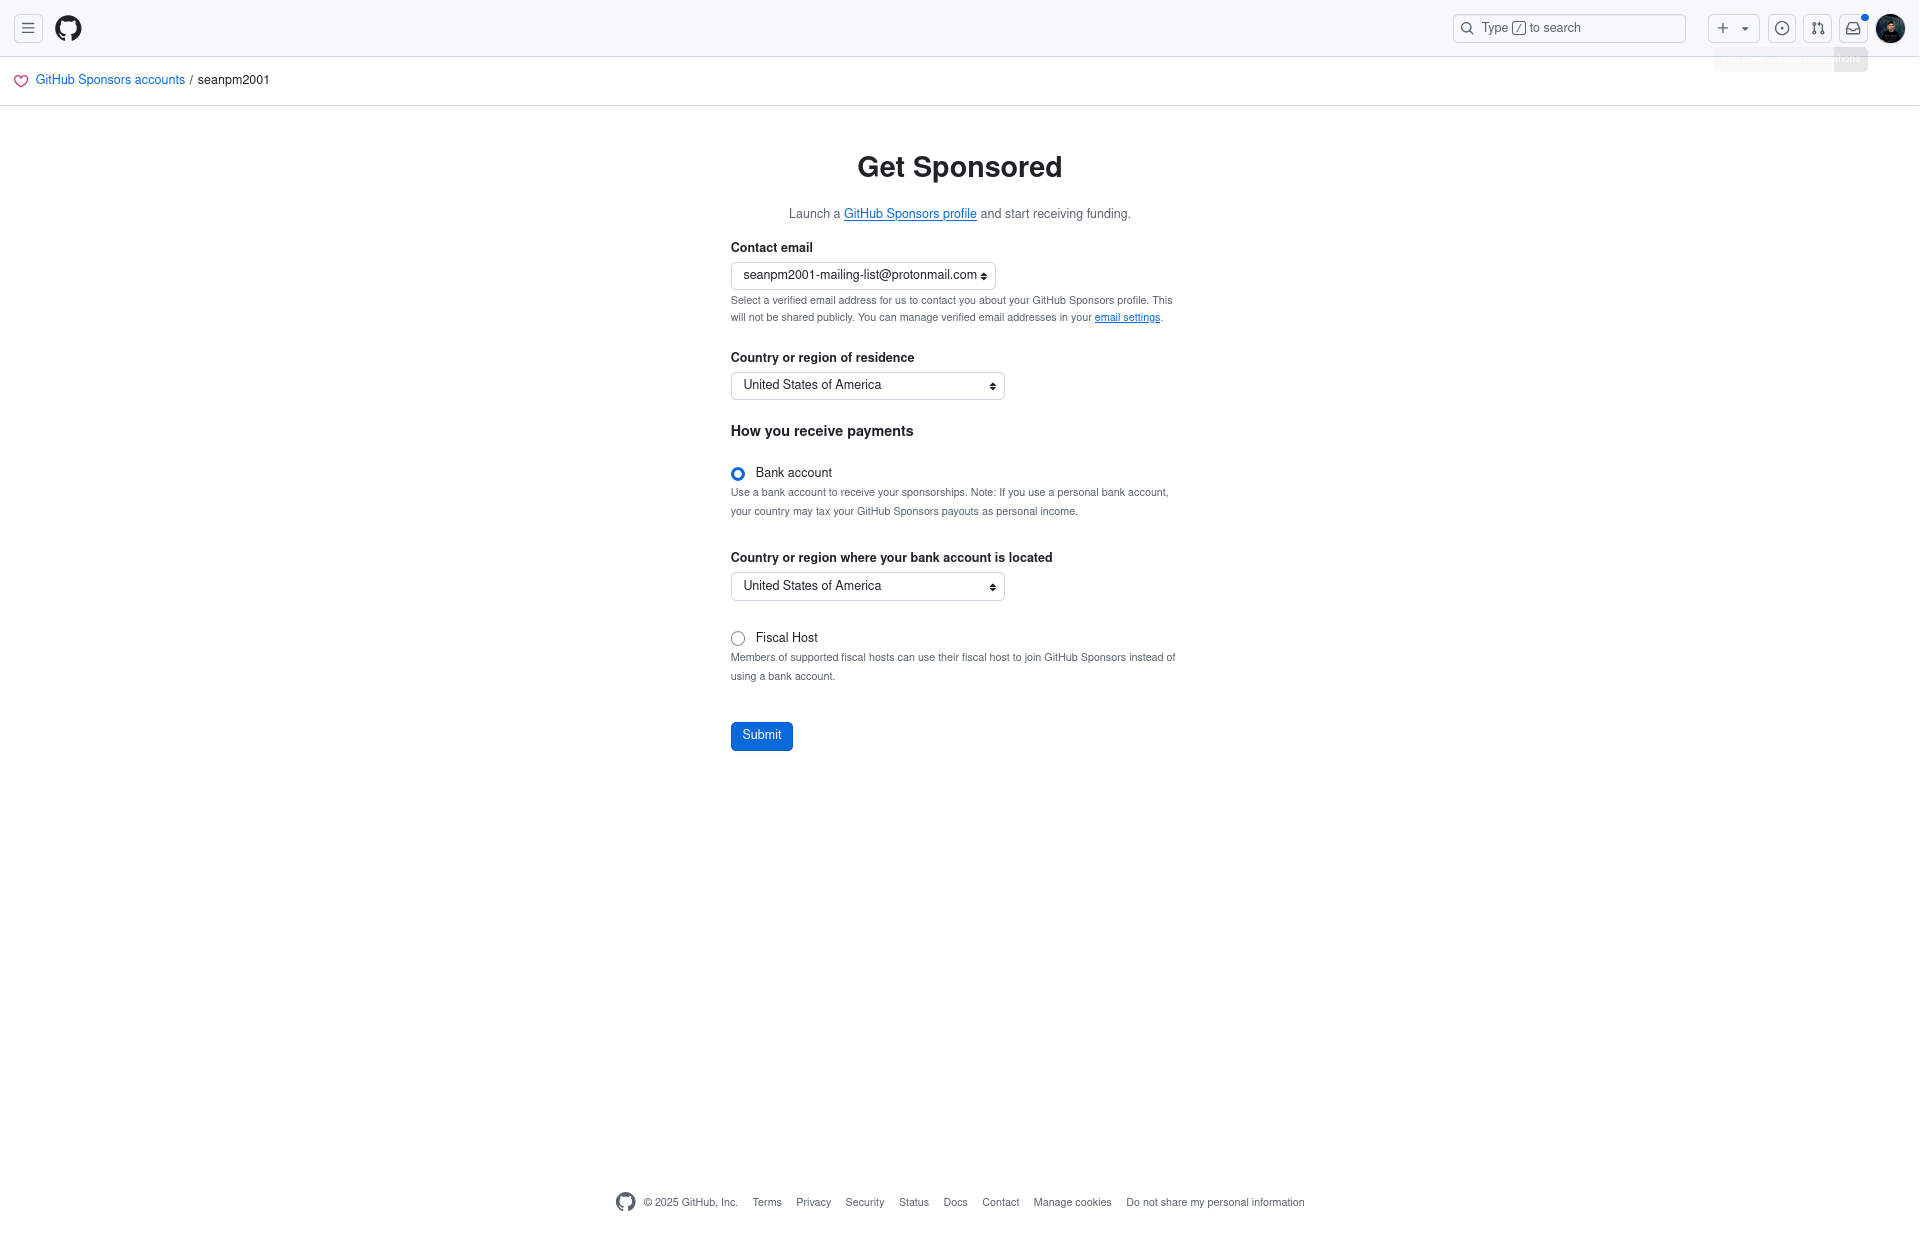 Type / to search
GitHub Sponsors accounts / seanpm2001
Get Sponsored
Launch a GitHub Sponsors profile and start receiving funding.
Contact email
seanpm2001-mailing-list@protonmail.com
Select a verified email address for us to contact you about your GitHub Sponsors profile. This
will not be shared publicly. You can manage verified email addresses in your email settings.
Country or region of residence
United States of America
How you receive payments
Bank account
Use a bank account to receive your sponsorships. Note: If you use a personal bank account,
your country may tax your GitHub Sponsors payouts as personal income.
Country or region where your bank account is located
United States of America
Fiscal Host
Members of supported fiscal hosts can use their fiscal host to join GitHub Sponsors instead of
using a bank account.
Submit
© 2025 GitHub, Inc. Terms Privacy Security Status Docs Contact Manage cookies Do not share my personal information